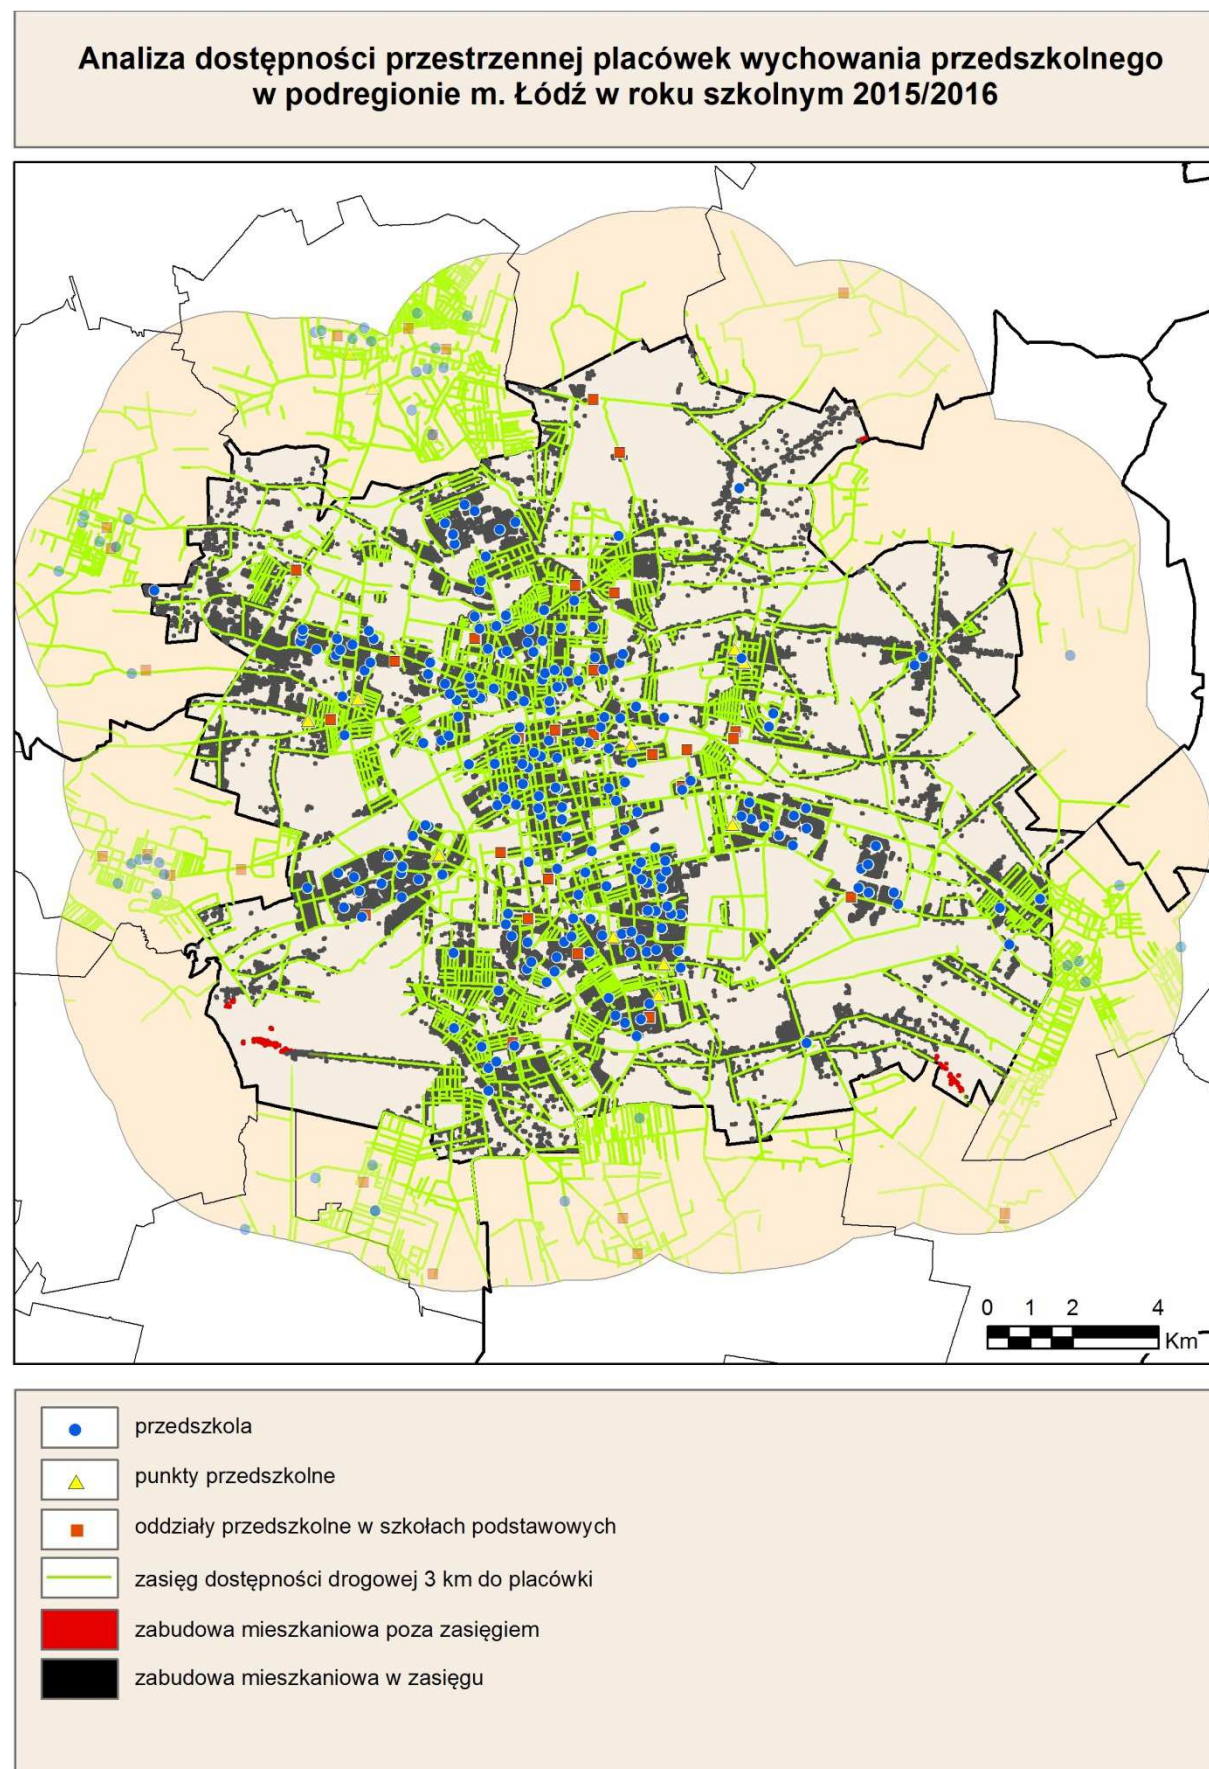 Analiza dostępności przestrzennej placówek wychowania przedszkolnego
w podregionie m. Łódź w roku szkolnym 2015/2016
0 1 2 4
Km
przedszkola
punkty przedszkolne
oddziały przedszkolne w szkołach podstawowych
zasięg dostępności drogowej 3 km do placówki
zabudowa mieszkaniowa poza zasięgiem
zabudowa mieszkaniowa w zasięgu